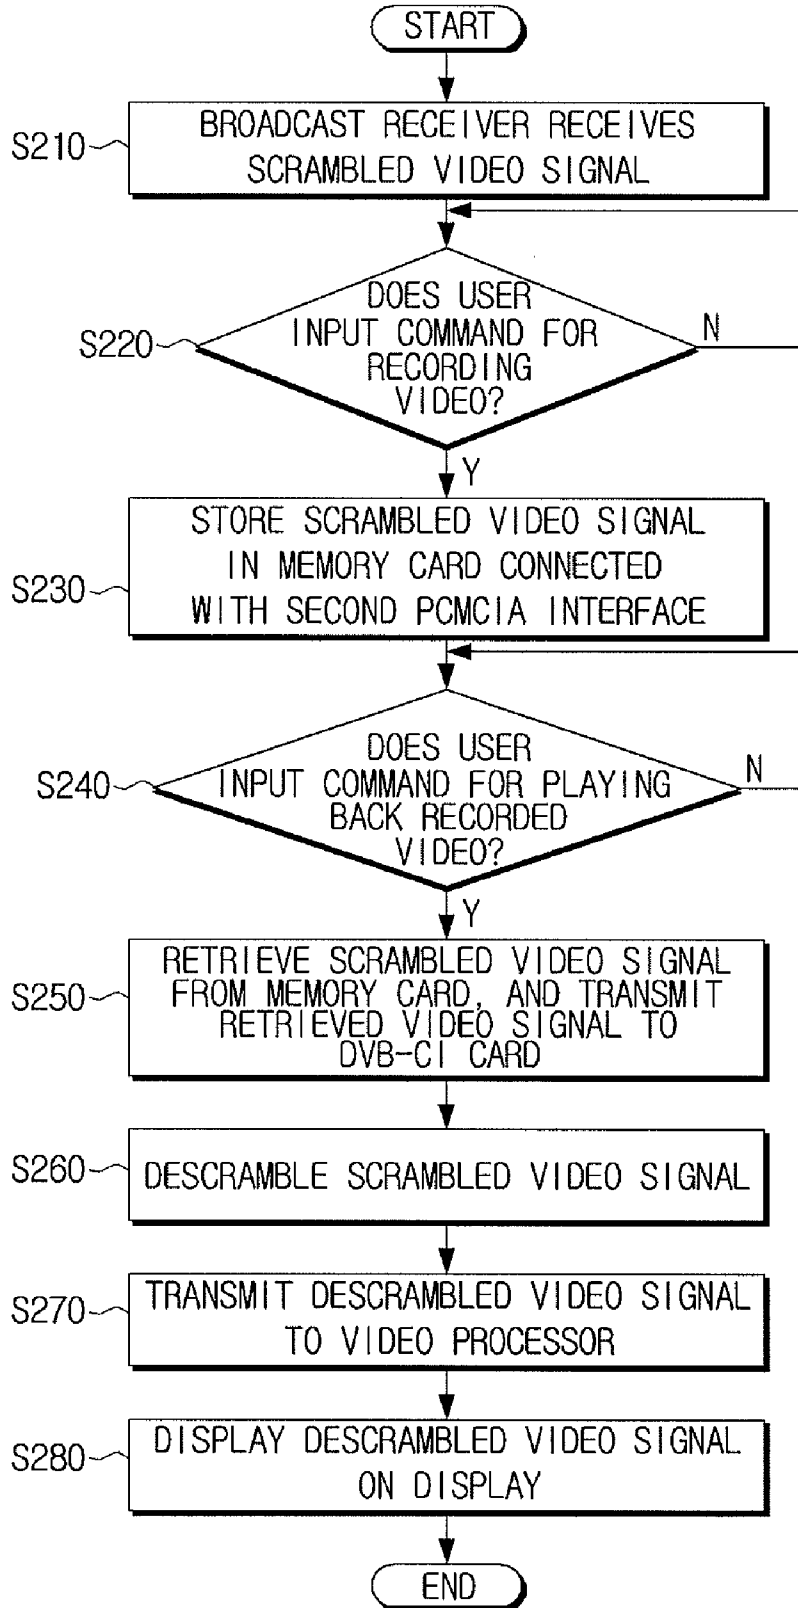 START
S210
BROADCAST RECEIVER RECEIVES
SCRAMBLED VIDEO SIGNAL
S220
DOES USER
INPUT COMMAND FOR
RECORDING
VIDEO?
N
Y
S230
STORE SCRAMBLED VIDEO SIGNAL
IN MEMORY CARD CONNECTED
WITH SECOND PCMCIA INTERFACE
S240
DOES USER
INPUT COMMAND FOR PLAYING
BACK RECORDED
VIDEO?
N
Y
S250
RETRIEVE SCRAMBLED VIDEO SIGNAL
FROM MEMORY CARD, AND TRANSMIT
RETRIEVED VIDEO SIGNAL TO
DVB-CI CARD
S260
DESCRAMBLE SCRAMBLED VIDEO SIGNAL
S270
TRANSMIT DESCRAMBLED VIDEO SIGNAL
TO VIDEO PROCESSOR
S280
DISPLAY DESCRAMBLED VIDEO SIGNAL
ON DISPLAY
END